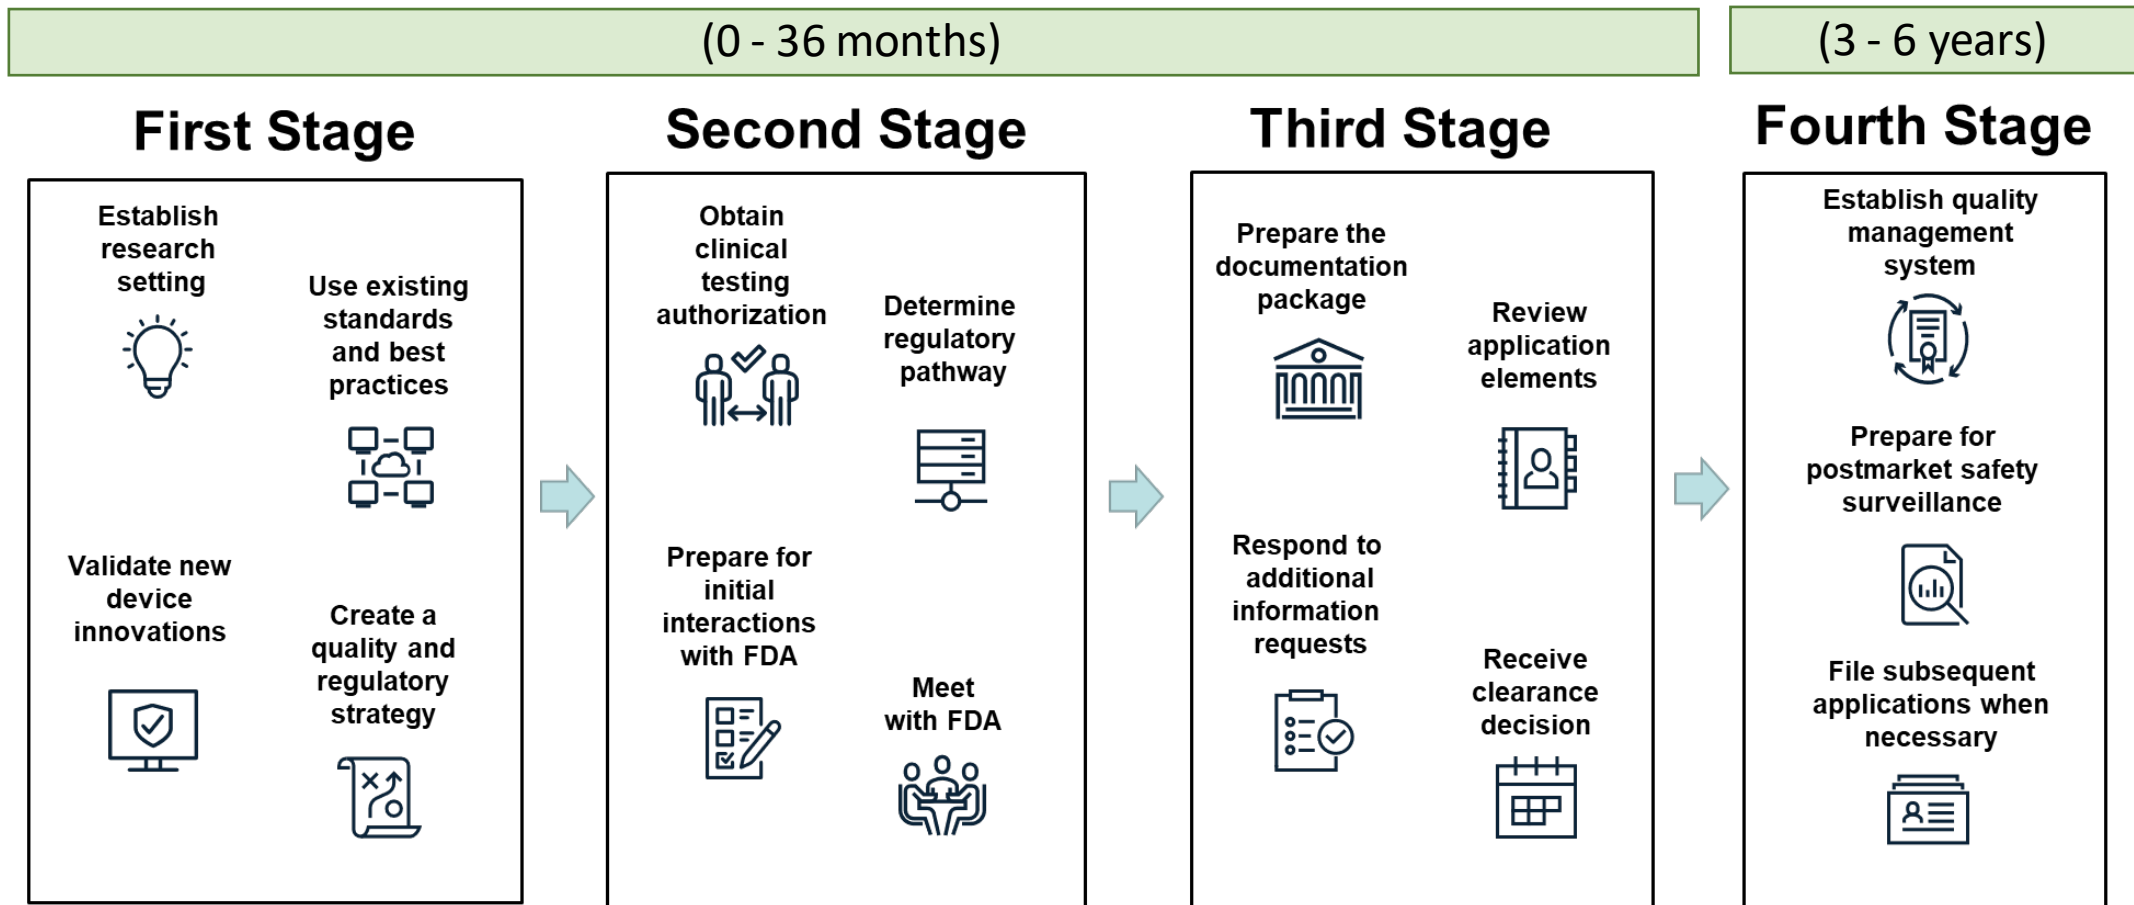 (0 - 36 months)
(3 - 6 years)
First Stage
Establish
research
setting
Use existing
standards
and best
practices
Validate new
device
innovations
Create a
quality and
regulatory
strategy
Second Stage
Obtain
clinical
testing
authorization
Determine
regulatory
pathway
Prepare for
initial
interactions
with FDA
Meet
with FDA
Third Stage
Prepare the
documentation
package
Review
application
elements
Respond to
additional
information
requests
Receive
clearance
decision
Fourth Stage
Establish quality
management
system
Prepare for
postmarket safety
surveillance
File subsequent
applications when
necessary